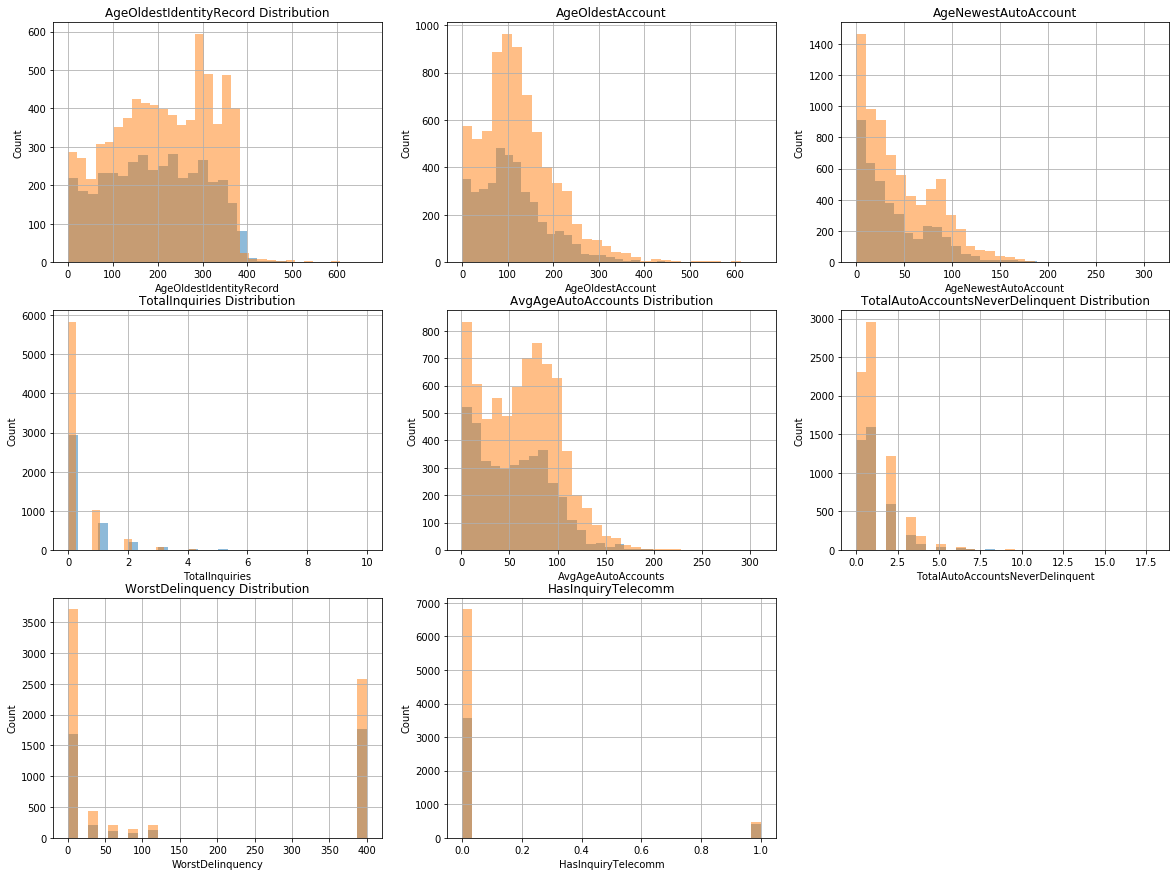 AgeOldestIdentityRecord Distribution
600
500
400
300
200
100
0
Count
0 100 200 300 400 500 600
AgeOldestIdentityRecord
AgeOldestAccount
1000
800
600
400
200
0
Count
0 100 200 300 400 500 600
AgeOldestAccount
AgeNewestAutoAccount
1400
1200
1000
800
600
400
200
0
Count
0 50 100 150 200 250 300
AgeNewestAutoAccount
TotalInquiries Distribution
6000
5000
4000
3000
2000
1000
0
Count
0 2 4 6 8 10
TotalInquiries
AvgAgeAutoAccounts Distribution
800
700
600
500
400
300
200
100
0
Count
0 50 100 150 200 250 300
AvgAgeAutoAccounts
TotalAutoAccountsNeverDelinquent Distribution
3000
2500
2000
1500
1000
500
0
Count
0.0 2.5 5.0 7.5 10.0 12.5 15.0 17.5
TotalAutoAccountsNeverDelinquent
WorstDelinquency Distribution
3500
3000
2500
2000
1500
1000
500
0
Count
0 50 100 150 200 250 300 350 400
WorstDelinquency
HasInquiryTelecomm
7000
6000
5000
4000
3000
2000
1000
0
Count
0.0 0.2 0.4 0.6 0.8 1.0
HasInquiryTelecomm